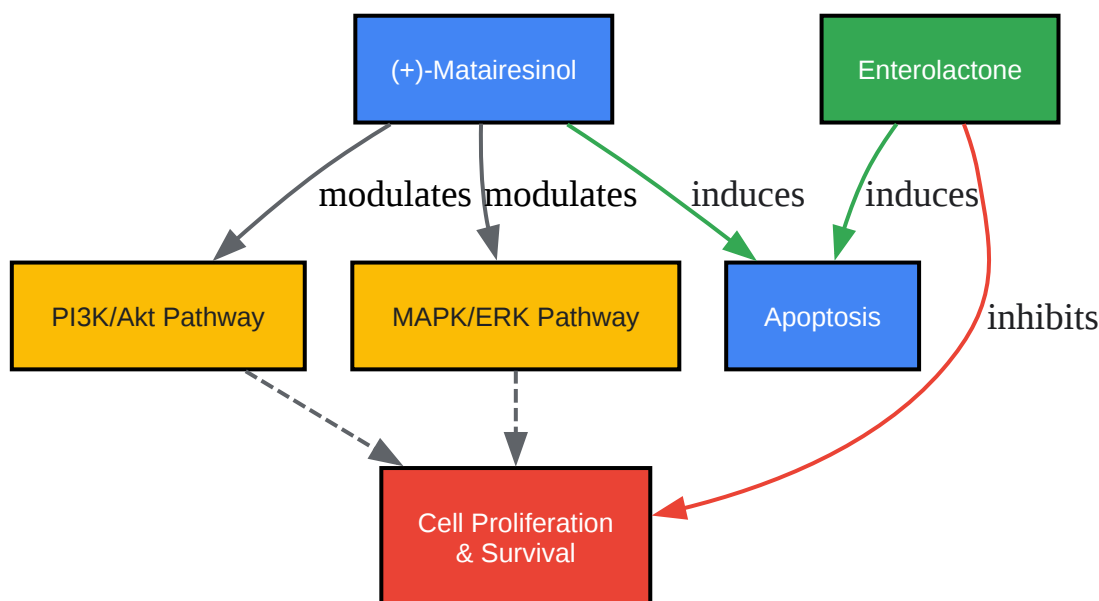 (+)-Matairesinol
Enterolactone
modulates
modulates
induces
induces
PI3K/Akt Pathway
MAPK/ERK Pathway
Apoptosis
inhibits
Cell Proliferation
& Survival